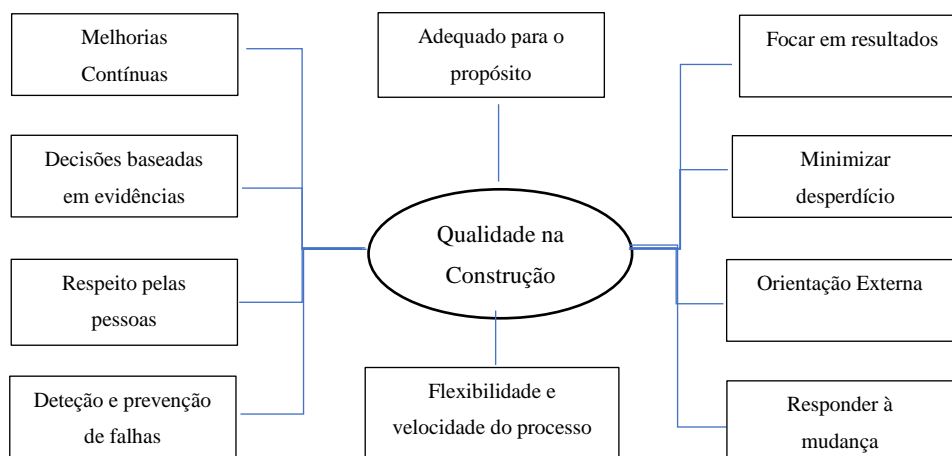 Melhorias
Contínuas
Adequado para o
propósito
Focar em resultados
Decisões baseadas
em evidências
Minimizar
desperdício
Qualidade na
Construção
Respeito pelas
pessoas
Orientação Externa
Deteção e prevenção
de falhas
Flexibilidade e
velocidade do processo
Responder à
mudança